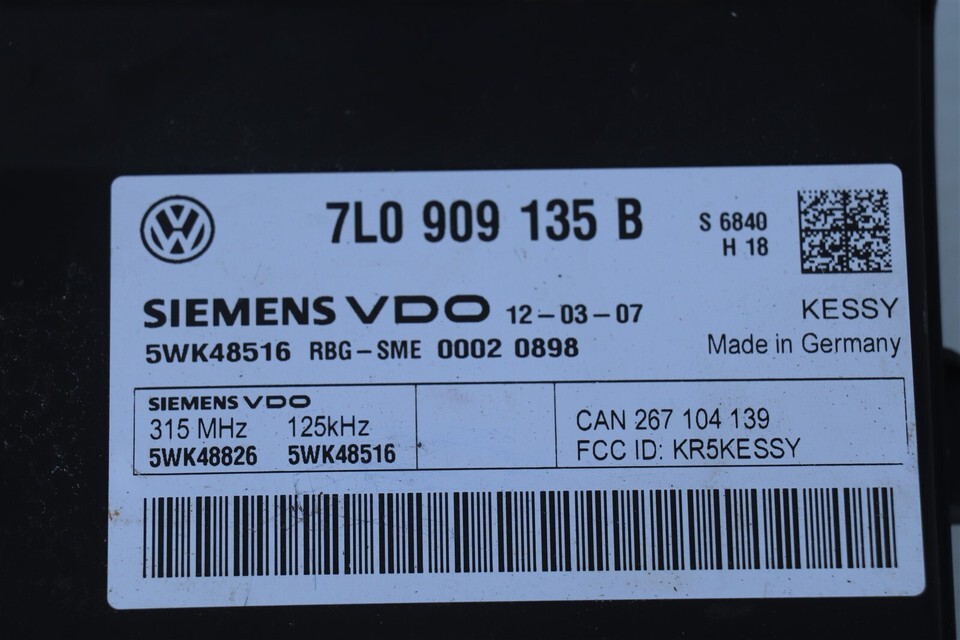 7L0 909 135 B
S 6840
H 18
SIEMENS VDO 12-03-07
KESSY
5WK48516 RBG-SME 0002 0898
Made in Germany
SIEMENS VDO
315 MHz 125kHz
5WK48826 5WK48516
CAN 267 104 139
FCC ID: KR5KESSY